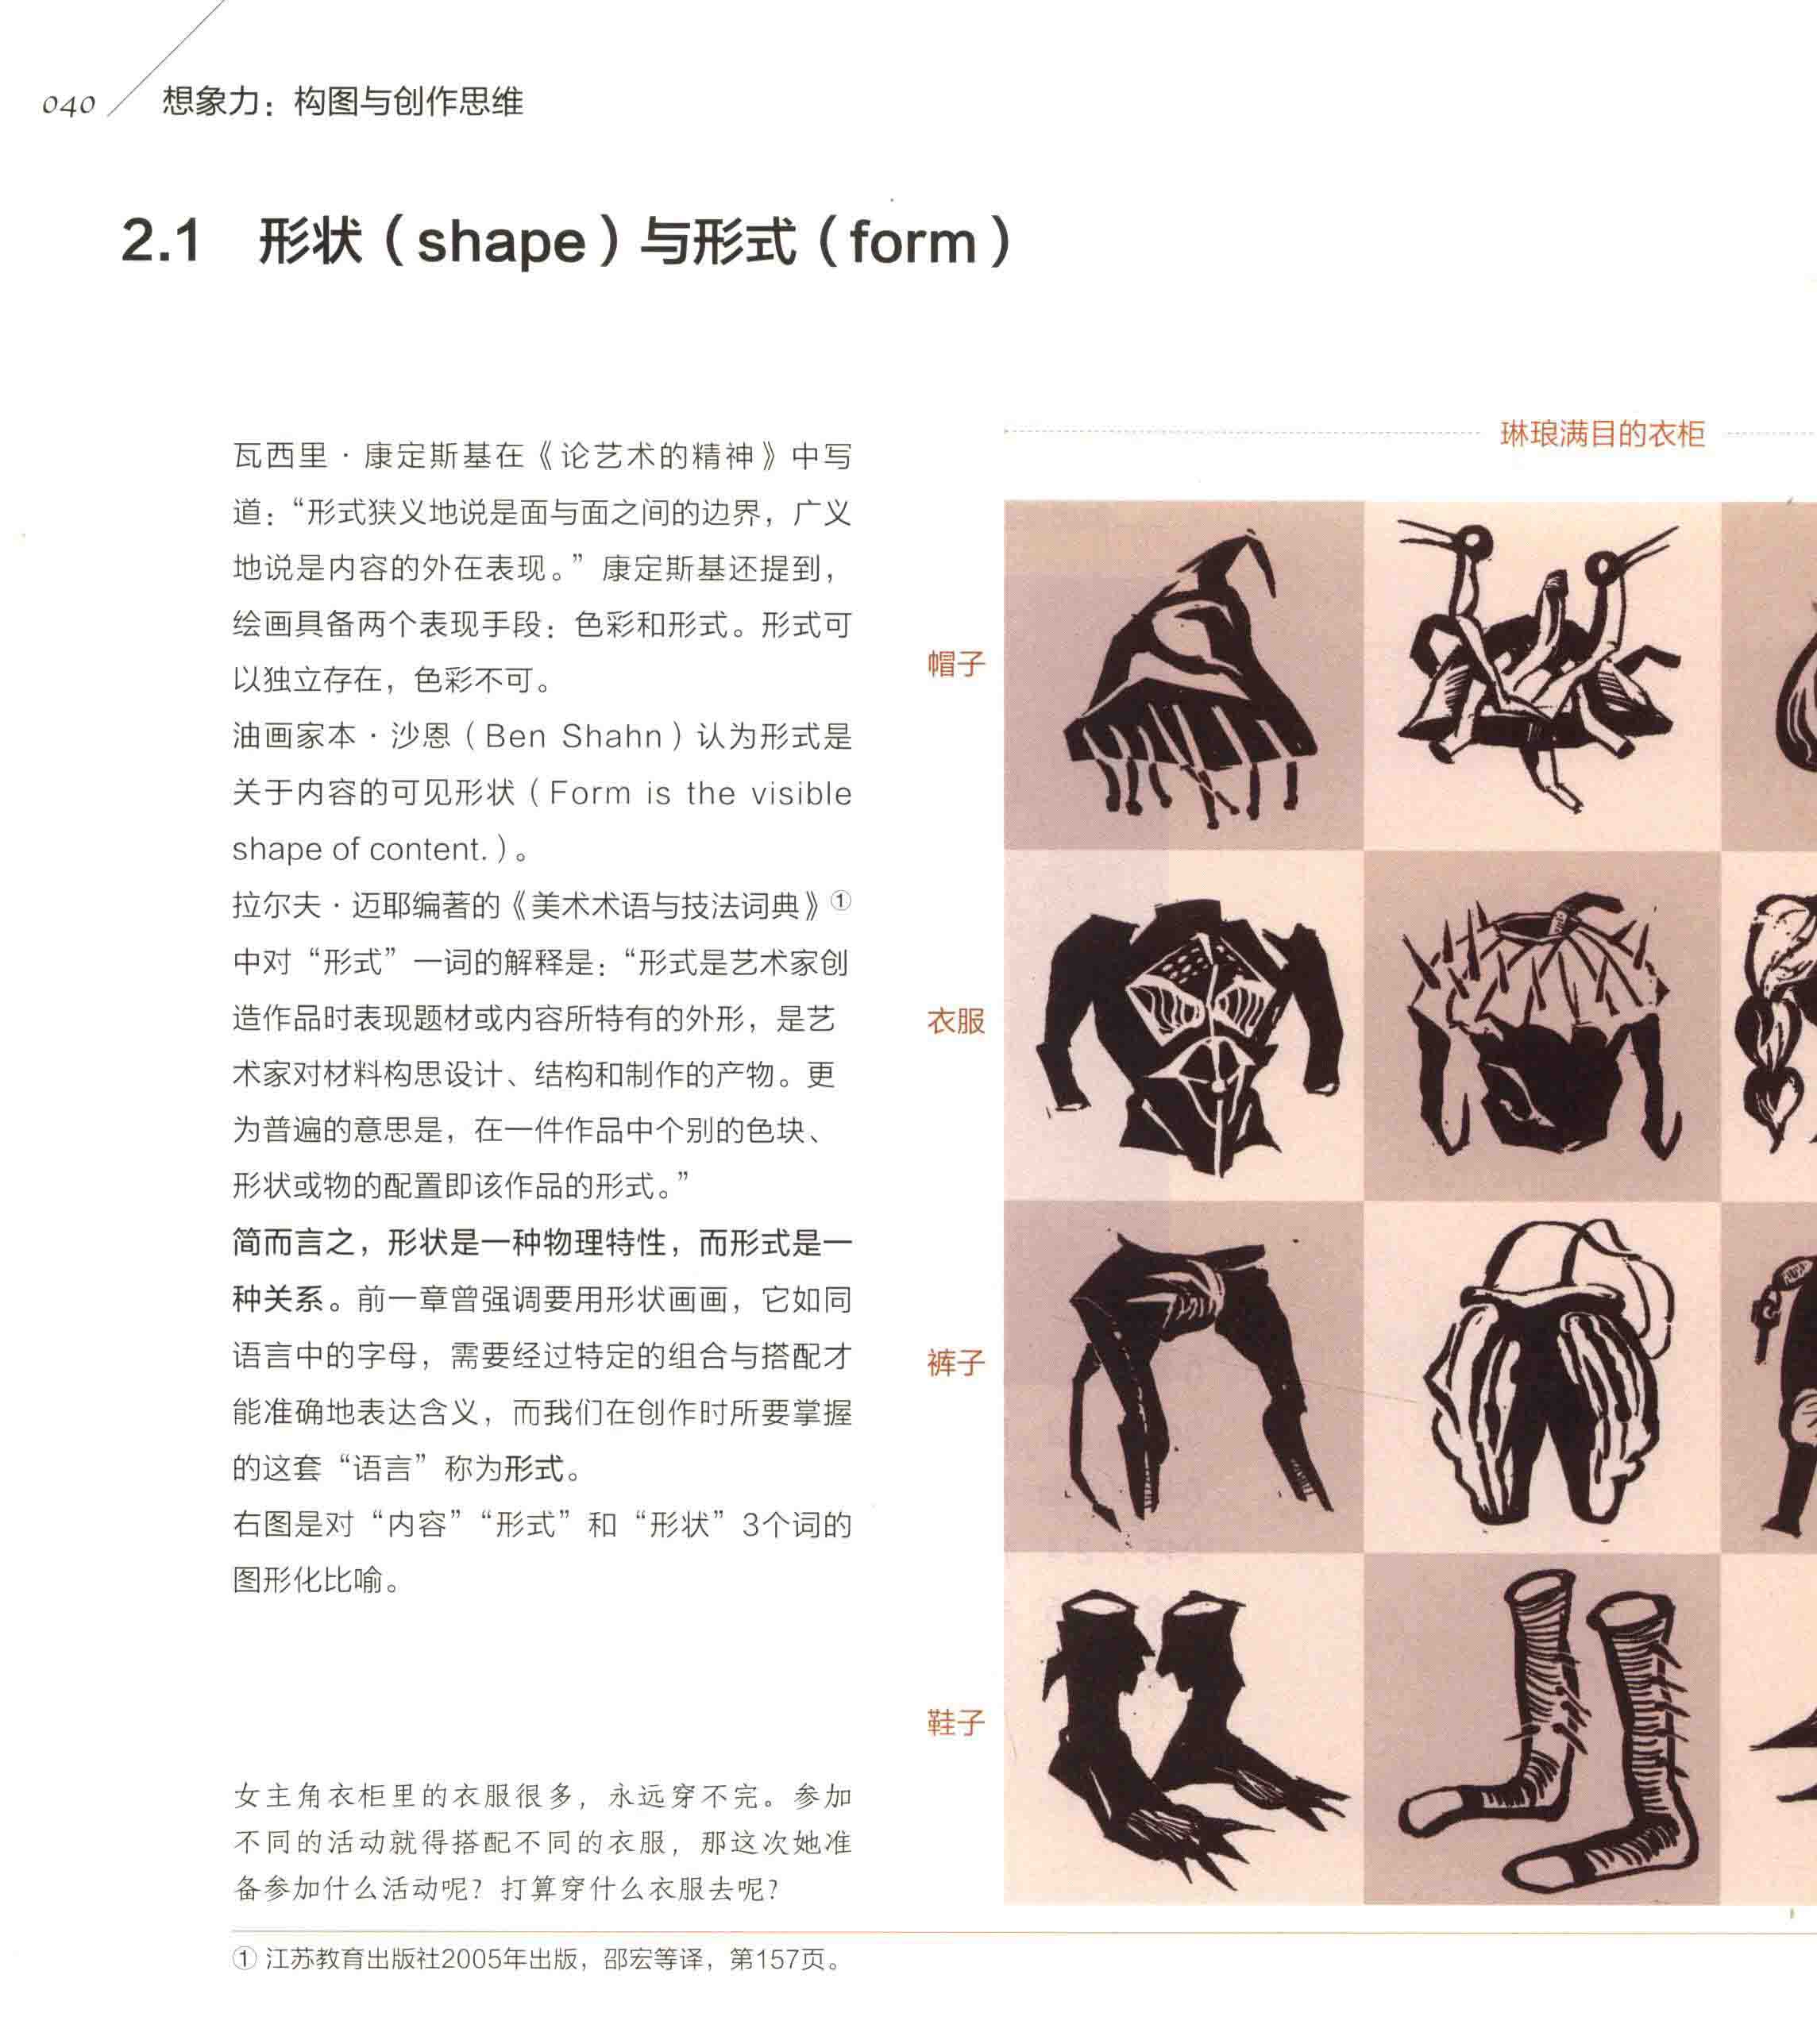 040
想象力：构图与创作思维
2.1 形状（shape）与形式（form）
瓦西里·康定斯基在《论艺术的精神》中写
道：“形式狭义地说是面与面之间的边界，广义
地说是内容的外在表现。”康定斯基还提到，
绘画具备两个表现手段：色彩和形式。形式可
以独立存在，色彩不可。
油画家本·沙恩（Ben Shahn）认为形式是
关于内容的可见形状（Form is the visible
shape of content.）。
拉尔夫·迈耶编著的《美术术语与技法词典》①
中对“形式”一词的解释是：“形式是艺术家创
造作品时表现题材或内容所特有的外形，是艺
术家对材料构思设计、结构和制作的产物。更
为普遍的意思是，在一件作品中个别的色块、
形状或物的配置即该作品的形式。”
简而言之，形状是一种物理特性，而形式是一
种关系。前一章曾强调要用形状画画，它如同
语言中的字母，需要经过特定的组合与搭配才
能准确地表达含义，而我们在创作时所要掌握
的这套“语言”称为形式。
右图是对“内容”“形式”和“形状”3个词的
图形化比喻。
女主角衣柜里的衣服很多，永远穿不完。参加
不同的活动就得搭配不同的衣服，那这次她准
备参加什么活动呢？打算穿什么衣服去呢？
① 江苏教育出版社2005年出版，邵宏等译，第157页。
琳琅满目的衣柜
帽子
衣服
裤子
鞋子